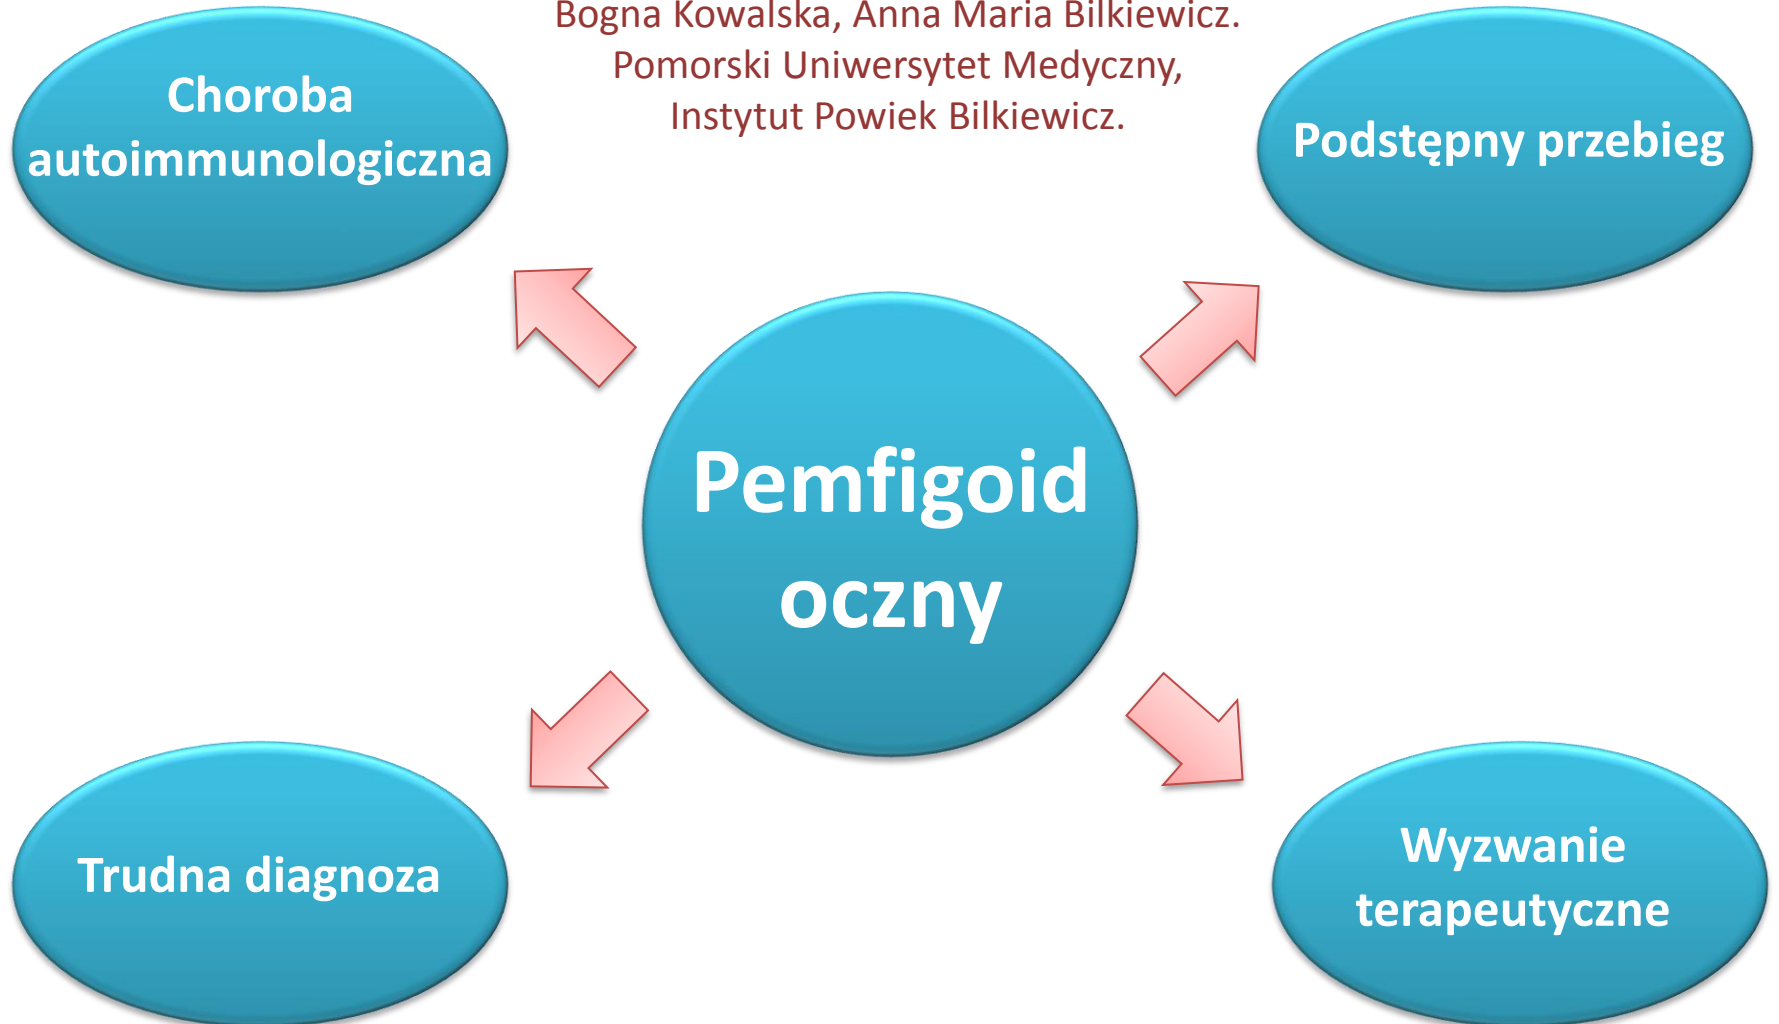 Bogna Kowalska, Anna Maria Bilkiewicz.
Pomorski Uniwersytet Medyczny,
Instytut Powiek Bilkiewicz.
Choroba
autoimmunologiczna
Podstępny przebieg
Pemfigoid
oczny
Trudna diagnoza
Wyzwanie
terapeutyczne